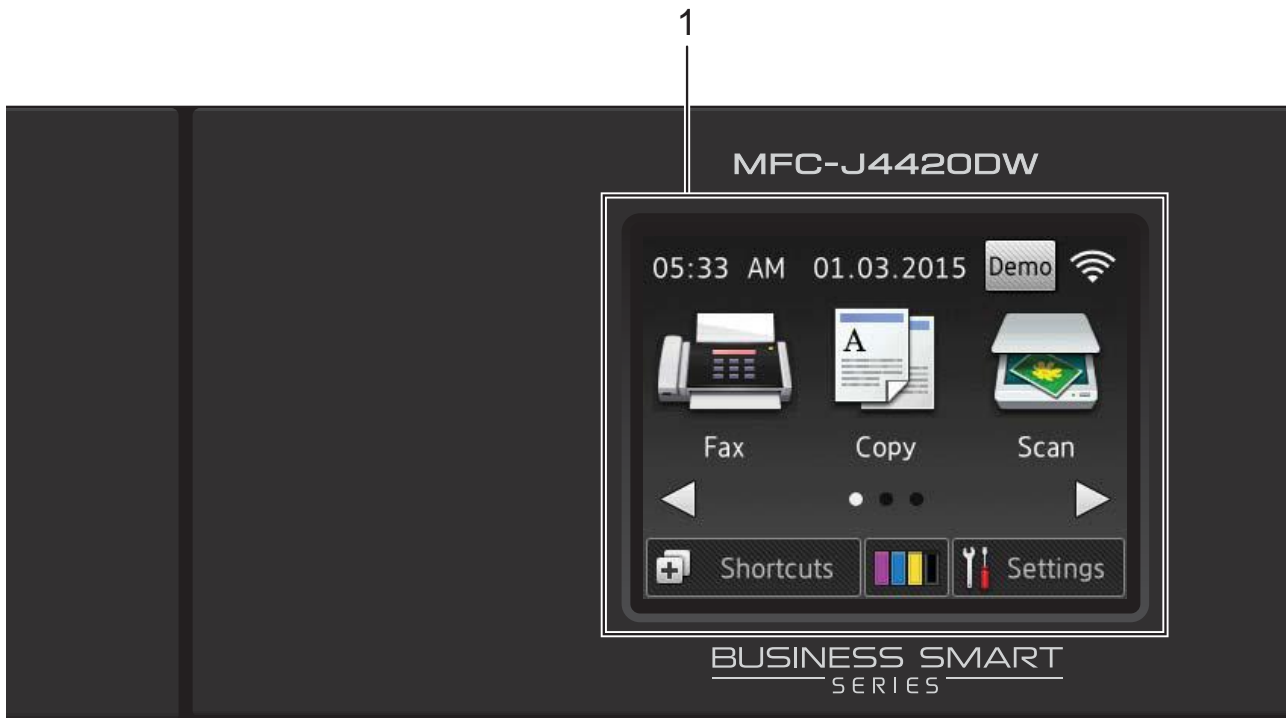 1
MFC-J4420DW
05:33 AM 01.03.2015 Demo
A
Fax Copy Scan
Shortcuts Settings
BUSINESS SMART
SERIES